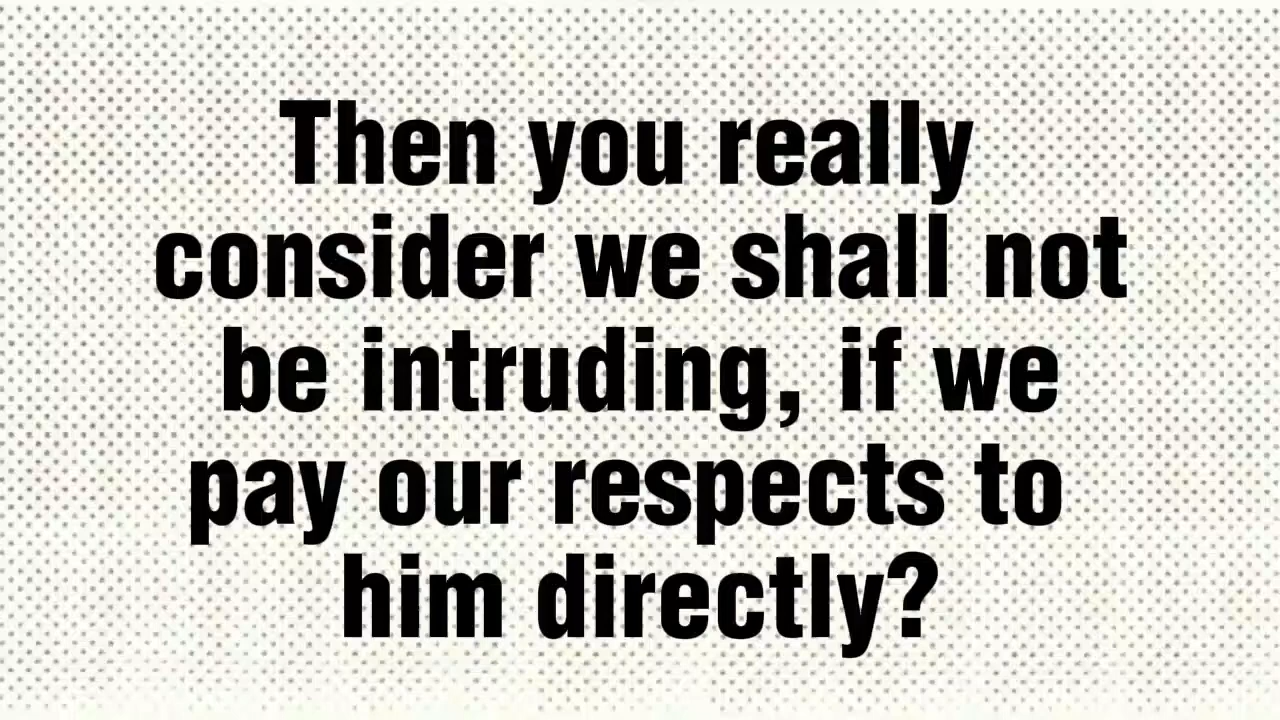 Then you really
consider we shall not
be intruding, if we
pay our respects to
him directly?